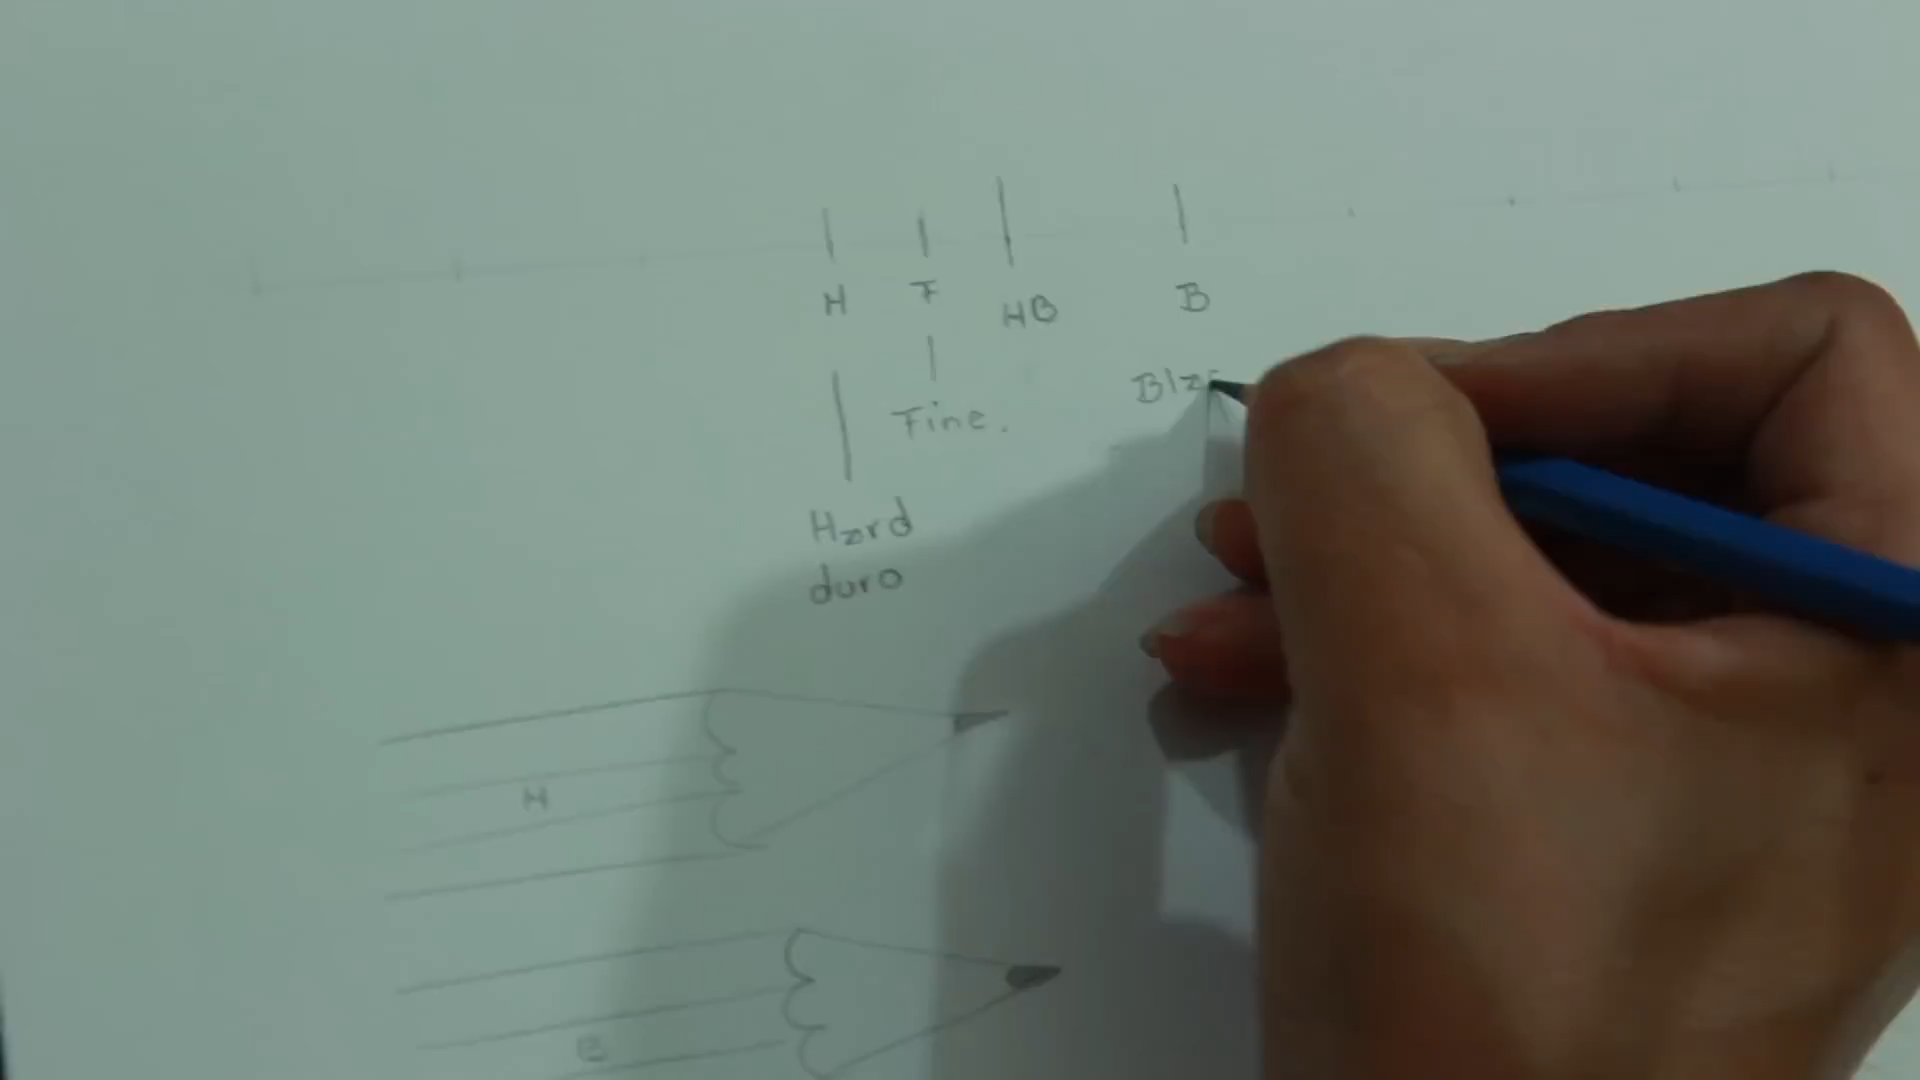 H F HB B
Fine.
Hard
duro
H
B